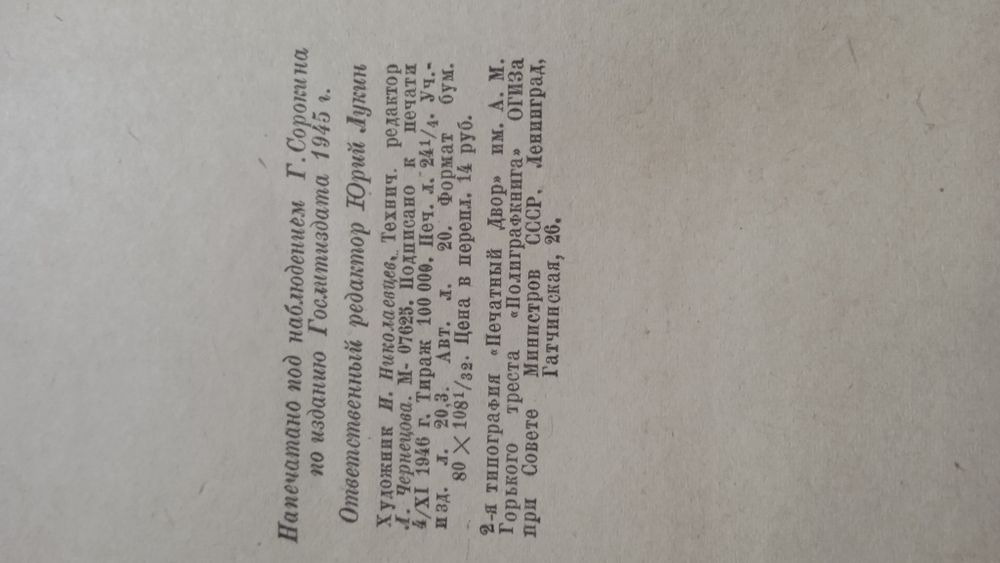 Напечатано под наблюдением Г. Сорокина
по изданию Гослитиздата 1945 г.
Ответственный редактор Юрий Лукин
Художник И. Николаевцев. Технич. редактор
Л. Чернецова. М-07625. Подписано к печати
4/XI 1946 г. Тираж 100 000. Печ. л. 24¹/₄. Уч.-
изд. л. 20,3. Авт. л. 20. Формат бум.
80 × 108¹/₃₂. Цена в перепл. 14 руб.
2-я типография «Печатный Двор» им. А. М.
Горького треста «Полиграфкнига» ОГИЗа
при Совете Министров СССР. Ленинград,
Гатчинская, 26.